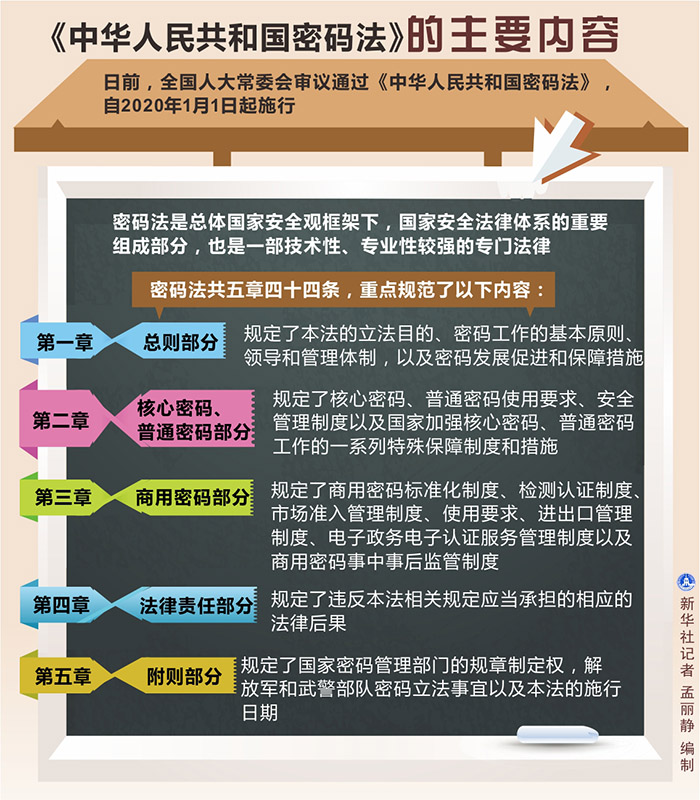 《中华人民共和国密码法》的主要内容
日前，全国人大常委会审议通过《中华人民共和国密码法》，
自2020年1月1日起施行
密码法是总体国家安全观框架下，国家安全法律体系的重要
组成部分，也是一部技术性、专业性较强的专门法律
密码法共五章四十四条，重点规范了以下内容：
第一章
总则部分
规定了本法的立法目的、密码工作的基本原则、
领导和管理体制，以及密码发展促进和保障措施
第二章
核心密码、
普通密码部分
规定了核心密码、普通密码使用要求、安全
管理制度以及国家加强核心密码、普通密码
工作的一系列特殊保障制度和措施
第三章
商用密码部分
规定了商用密码标准化制度、检测认证制度、
市场准入管理制度、使用要求、进出口管理
制度、电子政务电子认证服务管理制度以及
商用密码事中事后监管制度
第四章
法律责任部分
规定了违反本法相关规定应当承担的相应的
法律后果
第五章
附则部分
规定了国家密码管理部门的规章制定权，解
放军和武警部队密码立法事宜以及本法的施行
日期
新华社记者 孟丽静 编制